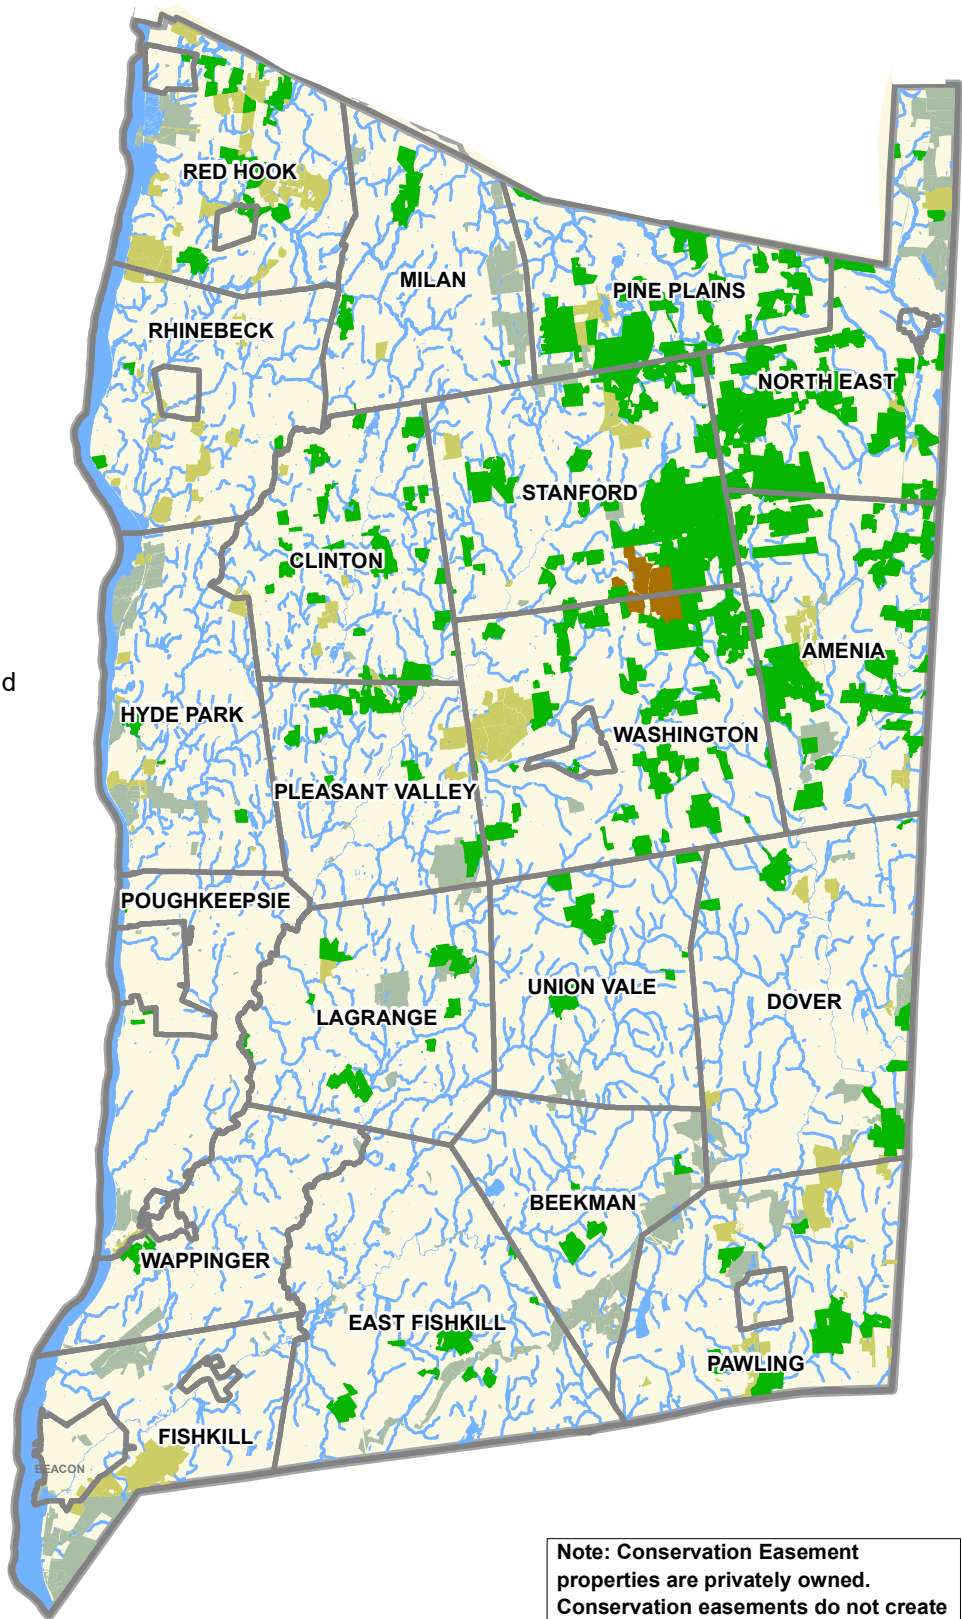 RED HOOK
MILAN
PINE PLAINS
RHINEBECK
NORTH EAST
STANFORD
CLINTON
AMENIA
d
HYDE PARK
WASHINGTON
PLEASANT VALLEY
POUGHKEEPSIE
UNION VALE
DOVER
LAGRANGE
BEEKMAN
WAPPINGER
EAST FISHKILL
PAWLING
FISHKILL
BEACON
Note: Conservation Easement
properties are privately owned.
Conservation easements do not create